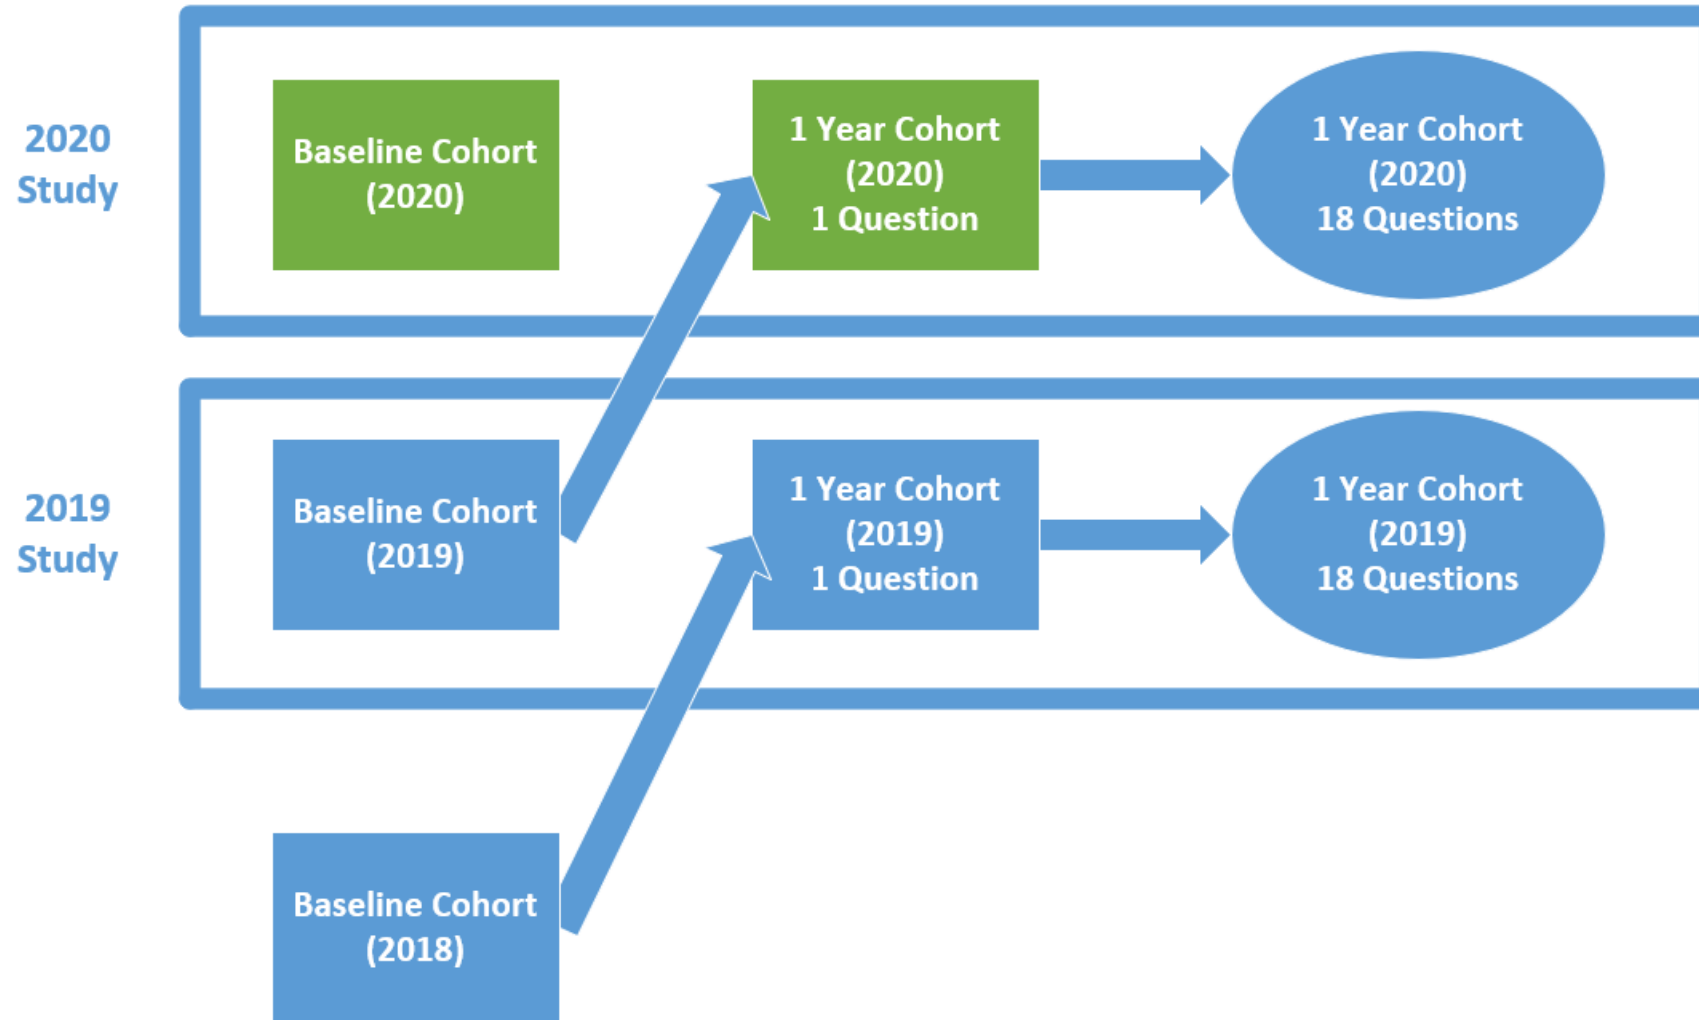 2020
Study
Baseline Cohort
(2020)
1 Year Cohort
(2020)
1 Question
1 Year Cohort
(2020)
18 Questions
2019
Study
Baseline Cohort
(2019)
1 Year Cohort
(2019)
1 Question
1 Year Cohort
(2019)
18 Questions
Baseline Cohort
(2018)